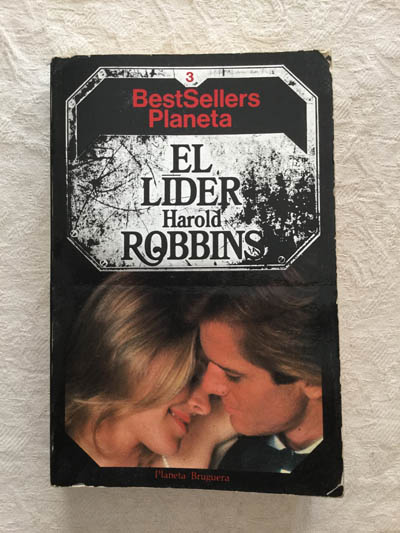 3
BestSellers
Planeta
EL
LIDER
Harold
ROBBINS
Planeta Bruguera